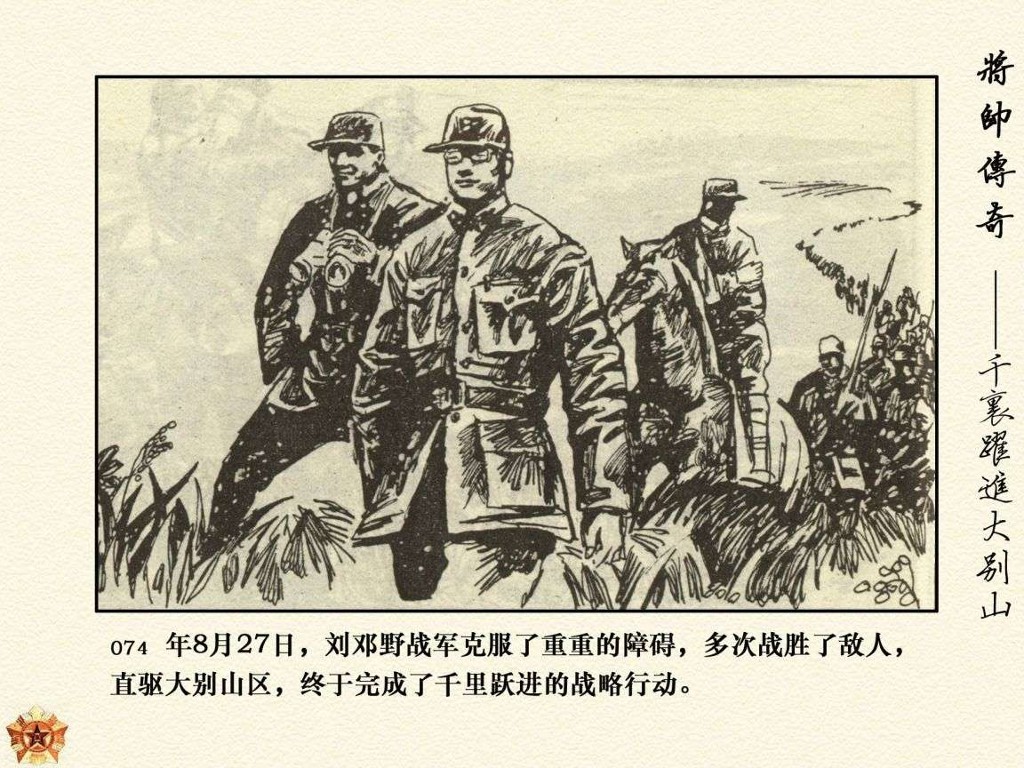 將帥傳奇 ——千裏躍進大别山
074 年8月27日，刘邓野战军克服了重重的障碍，多次战胜了敌人，
直驱大别山区，终于完成了千里跃进的战略行动。